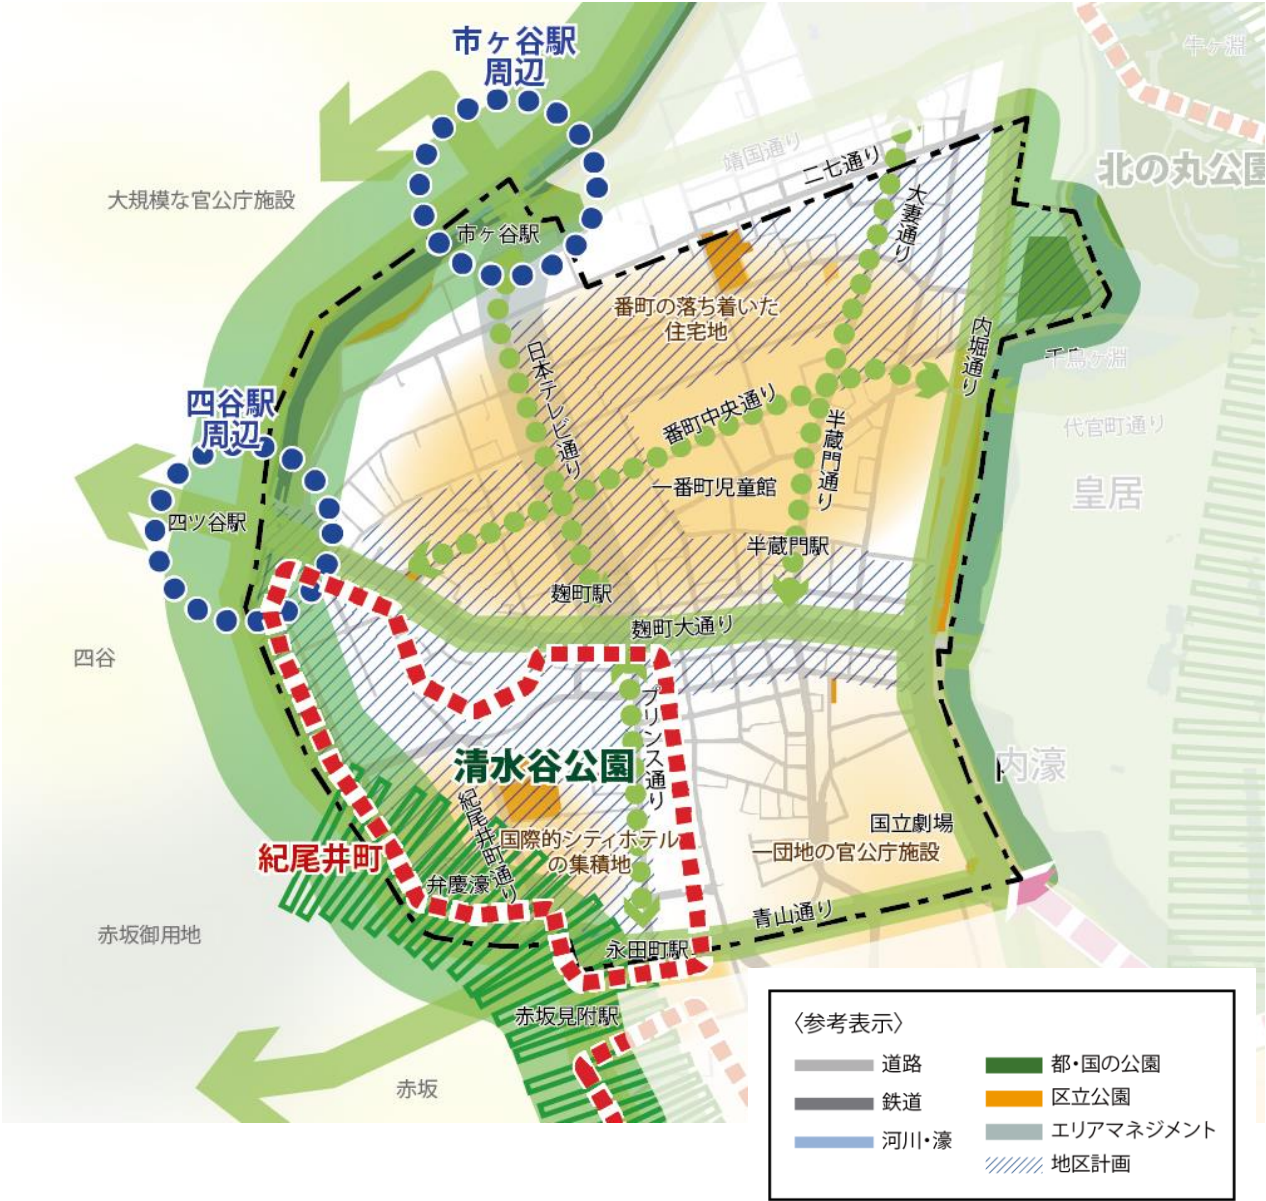 市ヶ谷駅
周辺
牛ヶ淵
靖国通り
二七通り
北の丸公園
大規模な官公庁施設
大妻通り
市ヶ谷駅
番町の落ち着いた
住宅地
内堀通り
千鳥ヶ淵
日本テレビ通り
四谷駅
周辺
番町中央通り
半蔵門通り
代官町通り
一番町児童館
皇居
四ツ谷駅
半蔵門駅
麹町駅
麹町大通り
四谷
プリンス通り
清水谷公園
内濠
紀尾井町通り
国立劇場
国際的シティホテル
の集積地
一団地の官公庁施設
紀尾井町
弁慶濠
青山通り
赤坂御用地
永田町駅
赤坂見附駅
赤坂
〈参考表示〉
道路
鉄道
河川・濠
都・国の公園
区立公園
エリアマネジメント
地区計画